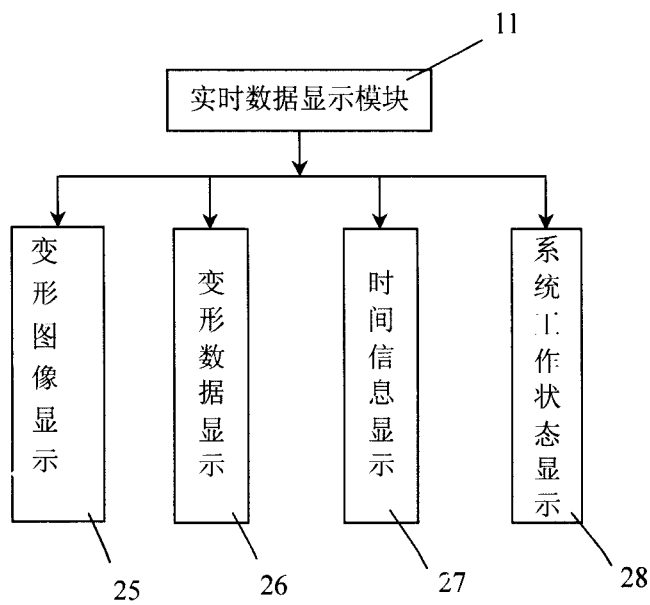 11
实时数据显示模块
变形图像显示
变形数据显示
时间信息显示
系统工作状态显示
25
26
27
28